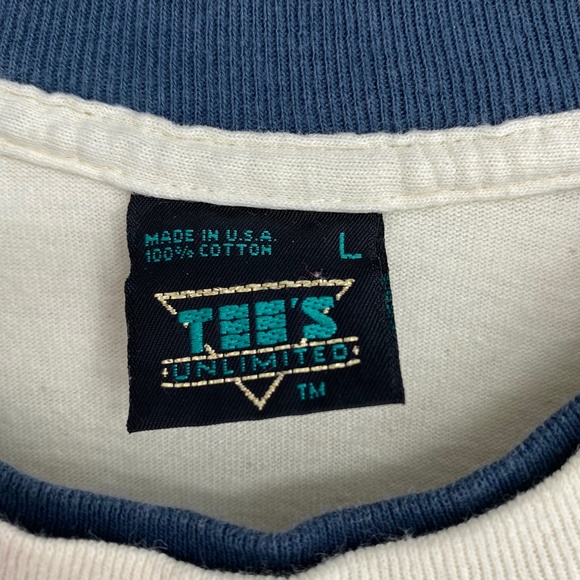 MADE IN U.S.A.
100% COTTON
L
TEE'S
UNLIMITED
TM